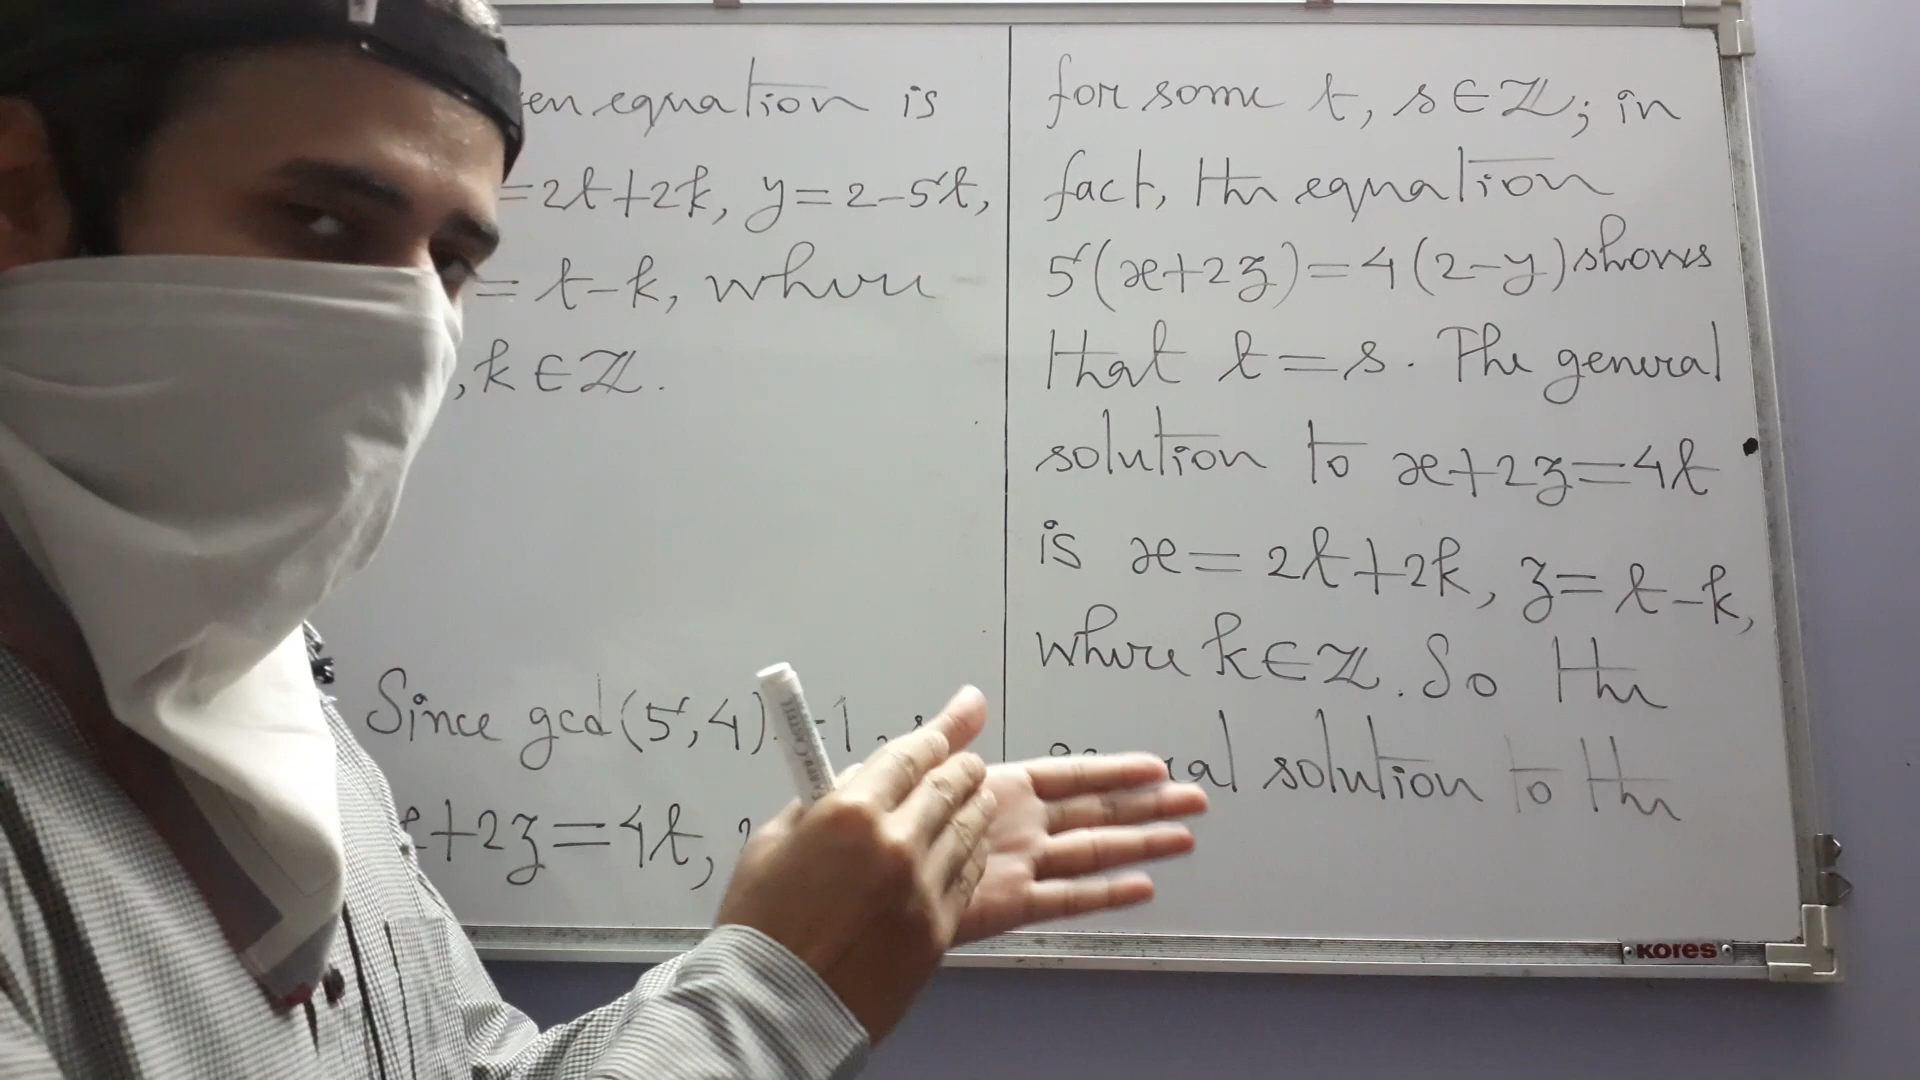 en equation is
=2t+2k, y=2-5t,
= t-k, where
, k∈ℤ.
Since gcd(5,4)=1,
x+2z=4t,
for some t, s∈ℤ; in
fact, the equation
5(x+2z)=4(2-y) shows
that t=s. The general
solution to x+2z=4t
is x=2t+2k, z=t-k,
where k∈ℤ. So the
general solution to the
KORES